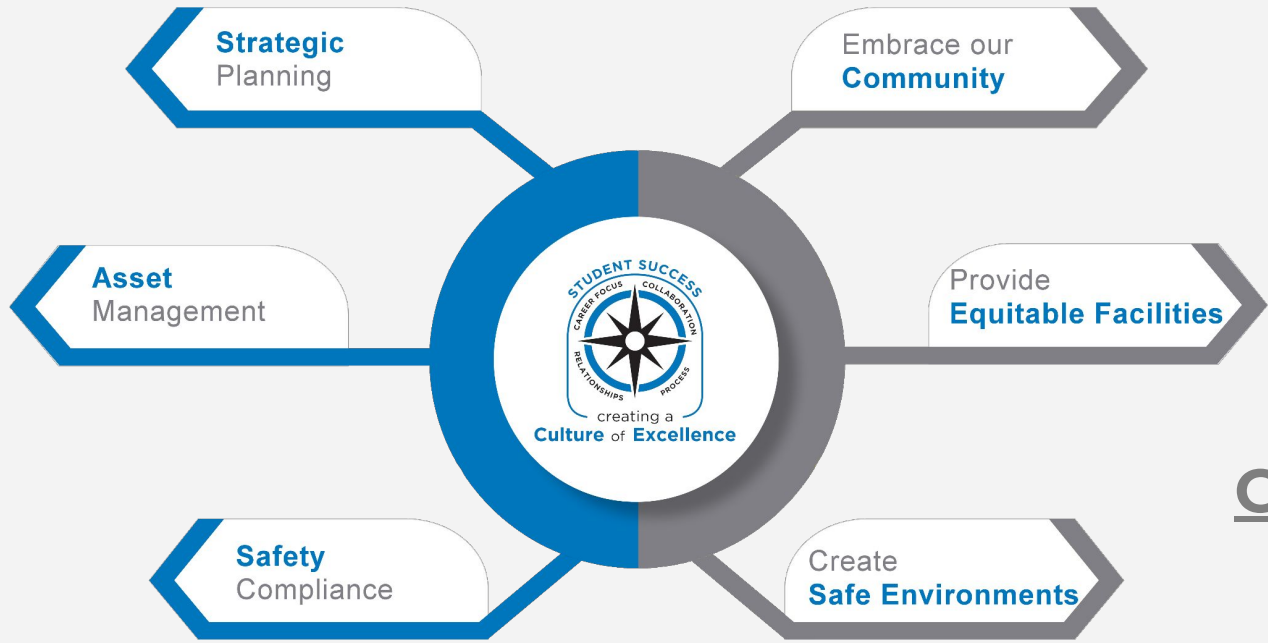 Strategic
Planning
Embrace our
Community
Asset
Management
Provide
Equitable Facilities
STUDENT SUCCESS
CAREER FOCUS
COLLABORATION
RELATIONSHIPS
PROCESS
creating a
Culture of Excellence
Safety
Compliance
Create
Safe Environments